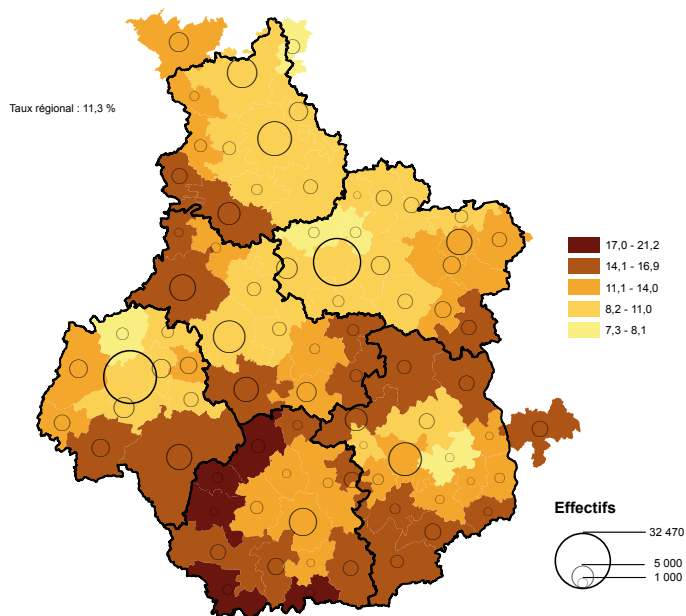 Taux régional : 11,3 %
17,0 - 21,2
14,1 - 16,9
11,1 - 14,0
8,2 - 11,0
7,3 - 8,1
Effectifs
32 470
5 000
1 000